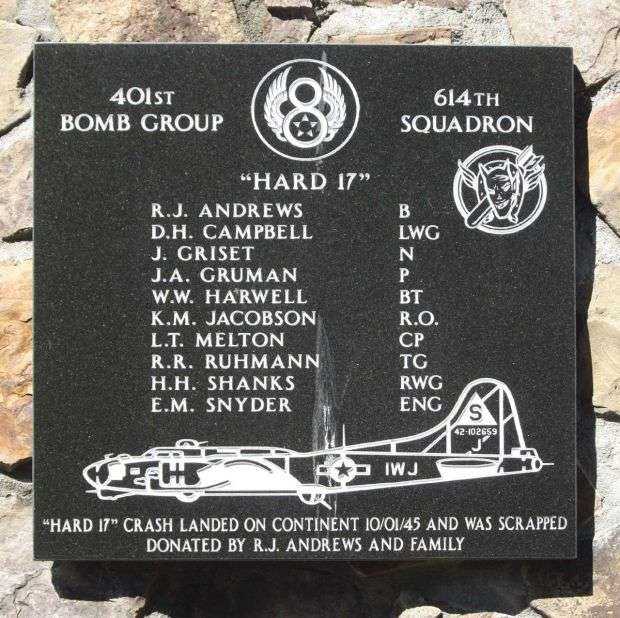 401ST
BOMB GROUP
8
614TH
SQUADRON
"HARD 17"
R.J. ANDREWS B
D.H. CAMPBELL LWG
J. GRISET N
J.A. GRUMAN P
W.W. HARWELL BT
K.M. JACOBSON R.O.
L.T. MELTON CP
R.R. RUHMANN TG
H.H. SHANKS RWG
E.M. SNYDER ENG
S
42-102659
J
H
IWJ
"HARD 17" CRASH LANDED ON CONTINENT 10/01/45 AND WAS SCRAPPED
DONATED BY R.J. ANDREWS AND FAMILY